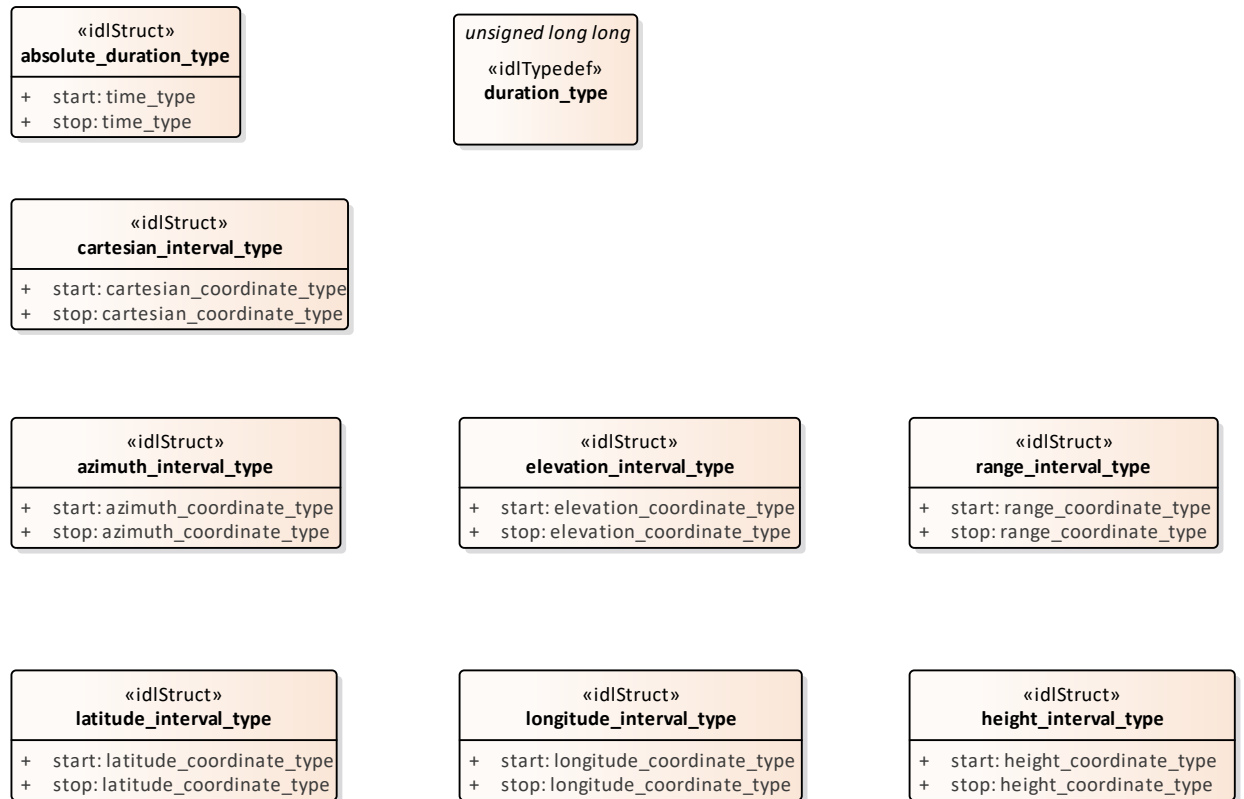 «idlStruct»
absolute_duration_type
+ start: time_type
+ stop: time_type
unsigned long long
«idlTypedef»
duration_type
«idlStruct»
cartesian_interval_type
+ start: cartesian_coordinate_type
+ stop: cartesian_coordinate_type
«idlStruct»
azimuth_interval_type
+ start: azimuth_coordinate_type
+ stop: azimuth_coordinate_type
«idlStruct»
elevation_interval_type
+ start: elevation_coordinate_type
+ stop: elevation_coordinate_type
«idlStruct»
range_interval_type
+ start: range_coordinate_type
+ stop: range_coordinate_type
«idlStruct»
latitude_interval_type
+ start: latitude_coordinate_type
+ stop: latitude_coordinate_type
«idlStruct»
longitude_interval_type
+ start: longitude_coordinate_type
+ stop: longitude_coordinate_type
«idlStruct»
height_interval_type
+ start: height_coordinate_type
+ stop: height_coordinate_type